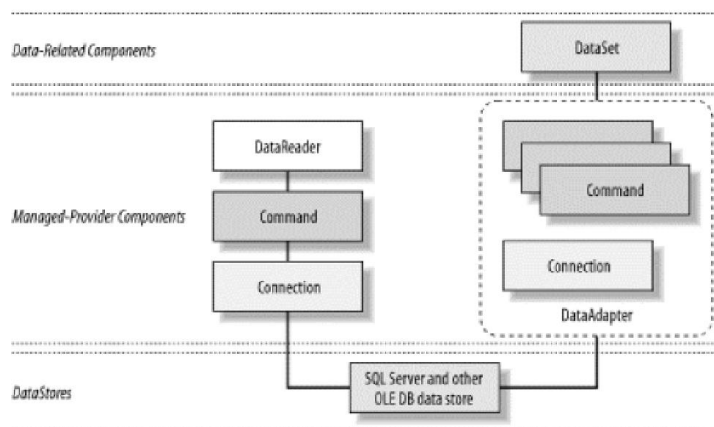 Data-Related Components
DataSet
DataReader
Command
Managed-Provider Components
Command
Connection
Connection
DataAdapter
SQL Server and other
OLE DB data store
DataStores